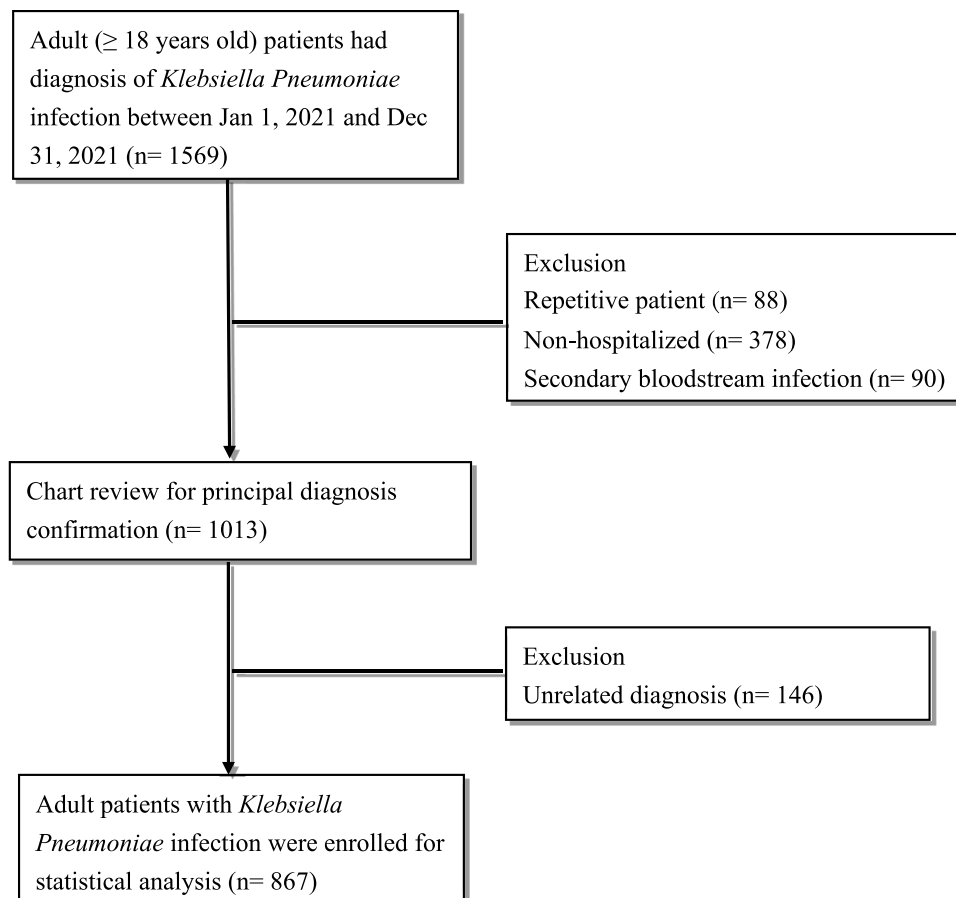 Adult (≥ 18 years old) patients had
diagnosis of Klebsiella Pneumoniae
infection between Jan 1, 2021 and Dec
31, 2021 (n= 1569)
Exclusion
Repetitive patient (n= 88)
Non-hospitalized (n= 378)
Secondary bloodstream infection (n= 90)
Chart review for principal diagnosis
confirmation (n= 1013)
Exclusion
Unrelated diagnosis (n= 146)
Adult patients with Klebsiella
Pneumoniae infection were enrolled for
statistical analysis (n= 867)